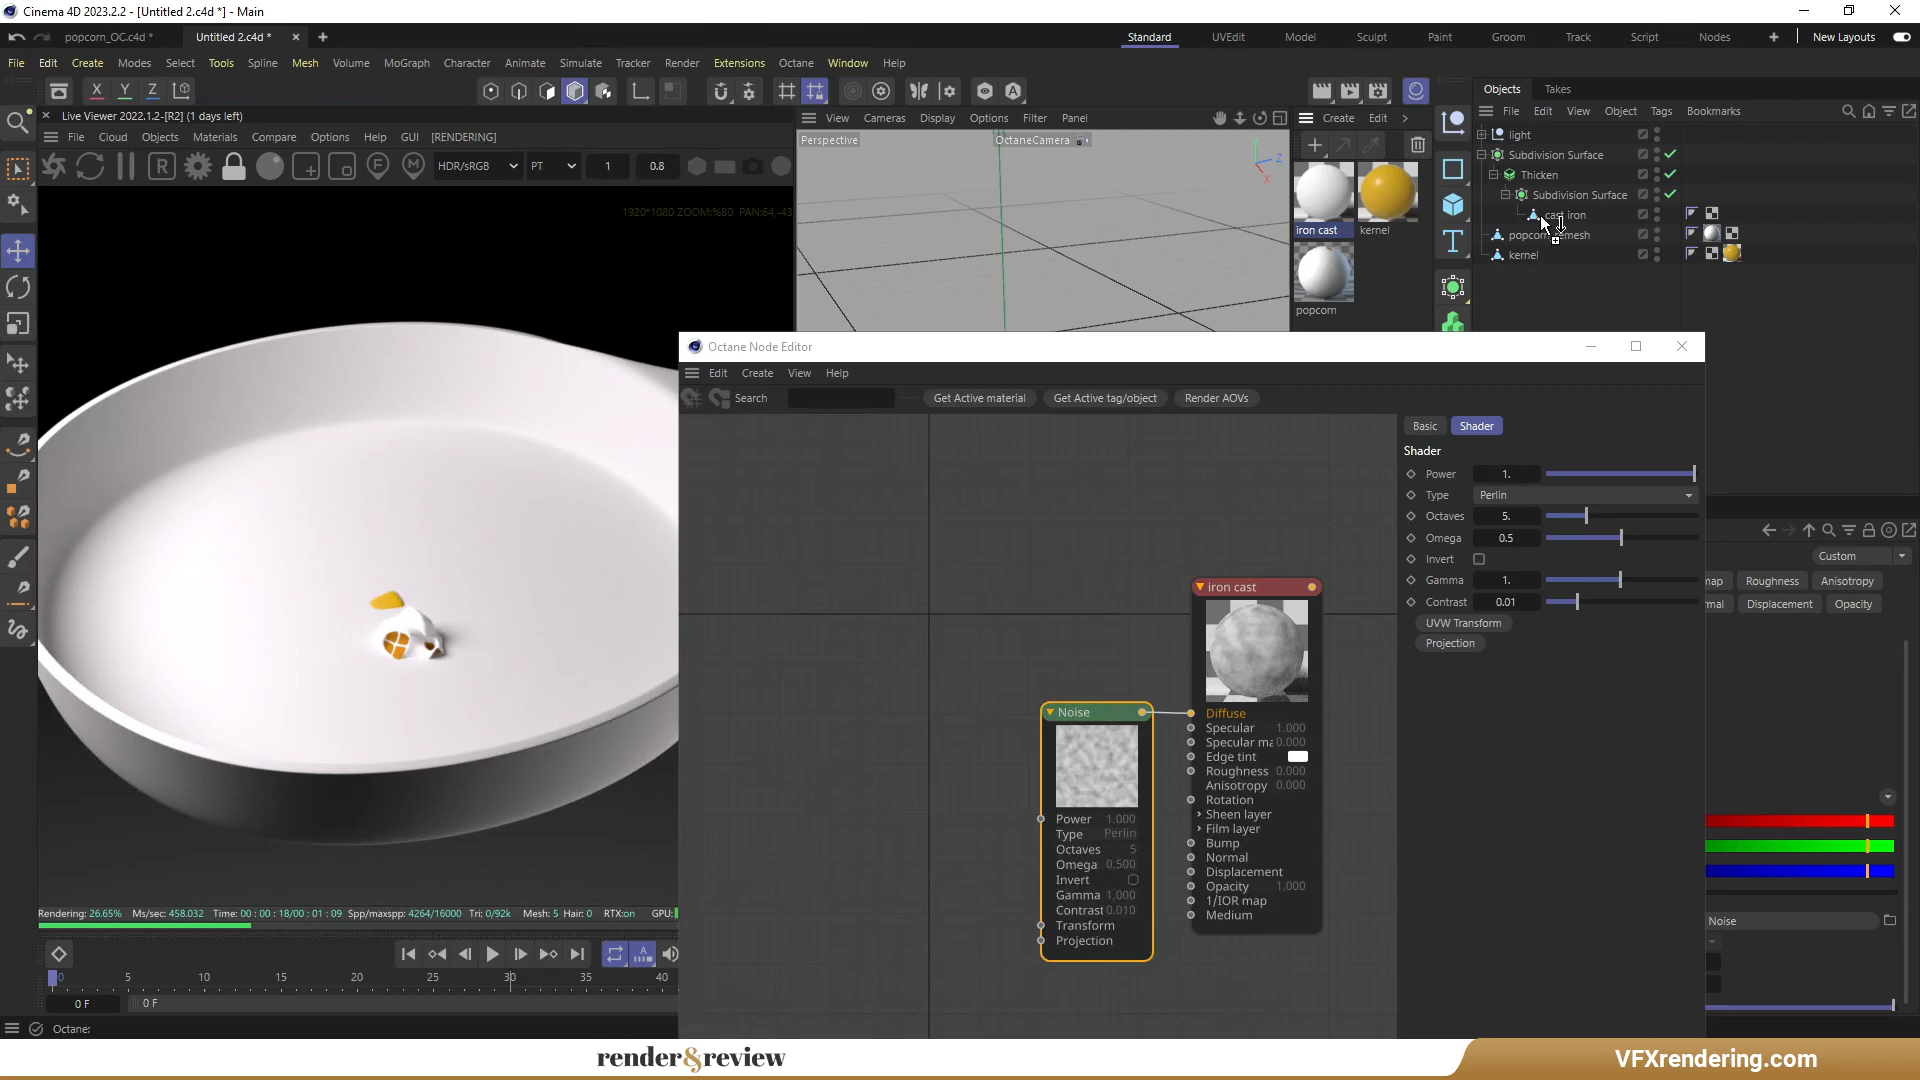 Cinema 4D 2023.2.2 - [Untitled 2.c4d *] - Main
popcorn_OC.c4d *
Untitled 2.c4d *
Standard
UVEdit
Model
Sculpt
Paint
Groom
Track
Script
Nodes
New Layouts
File Edit Create Modes Select Tools Spline Mesh Volume MoGraph Character Animate Simulate Tracker Render Extensions Octane Window Help
X Y Z
Objects Takes
Live Viewer 2022.1.2-[R2] (1 days left)
File Edit View Object Tags Bookmarks
View Cameras Display Options Filter Panel
Create Edit
File Cloud Objects Materials Compare Options Help GUI [RENDERING]
HDR/sRGB PT 1 0.8
Perspective
OctaneCamera
light
Subdivision Surface
Thicken
Subdivision Surface
cast iron
kernel
1920*1080 ZOOM:%80 PAN:64,-43
iron cast
kernel
popcorn
Octane Node Editor
Edit Create View Help
Search
Get Active material
Get Active tag/object
Render AOVs
Basic Shader
Shader
Power 1.
Type Perlin
Octaves 5.
Omega 0.5
Invert
Gamma 1.
Contrast 0.01
UVW Transform
Projection
Custom
Roughness
Anisotropy
Displacement
Opacity
iron cast
Diffuse
Specular 1.000
Specular ma 0.000
Edge tint
Roughness 0.000
Anisotropy 0.000
Rotation
Sheen layer
Film layer
Bump
Normal
Displacement
Opacity 1.000
1/IOR map
Medium
Noise
Power 1.000
Type Perlin
Octaves 5
Omega 0.500
Invert
Gamma 1.000
Contrast 0.010
Transform
Projection
Noise
Rendering: 26.65% Ms/sec: 458.032 Time: 00 : 00 : 18/00 : 01 : 09 Spp/maxspp: 4264/16000 Tri: 0/92k Mesh: 5 Hair: 0 RTX:on GPU:
0 5 10 15 20 25 30 35 40
0 F
0 F
Octane:
render&review
VFXrendering.com